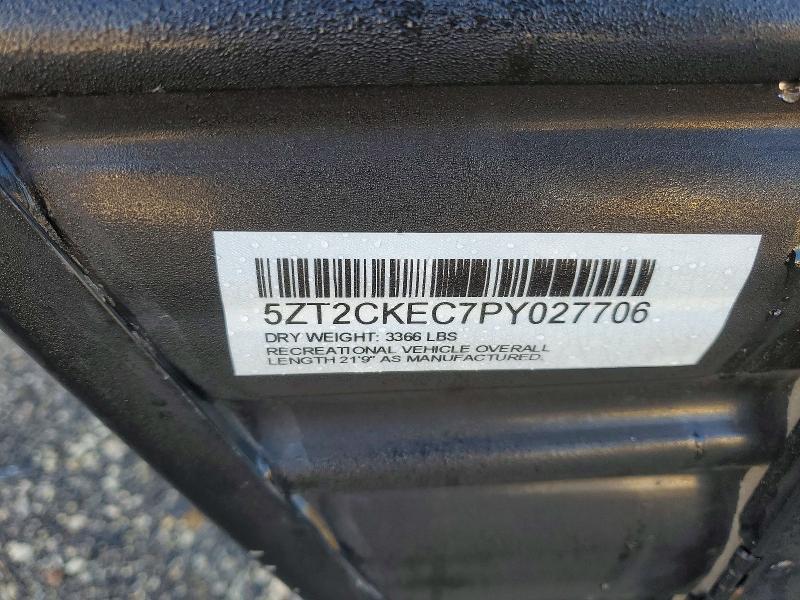 5ZT2CKEC7PY027706
DRY WEIGHT: 3366 LBS
RECREATIONAL VEHICLE OVERALL
LENGTH 21'9" AS MANUFACTURED.